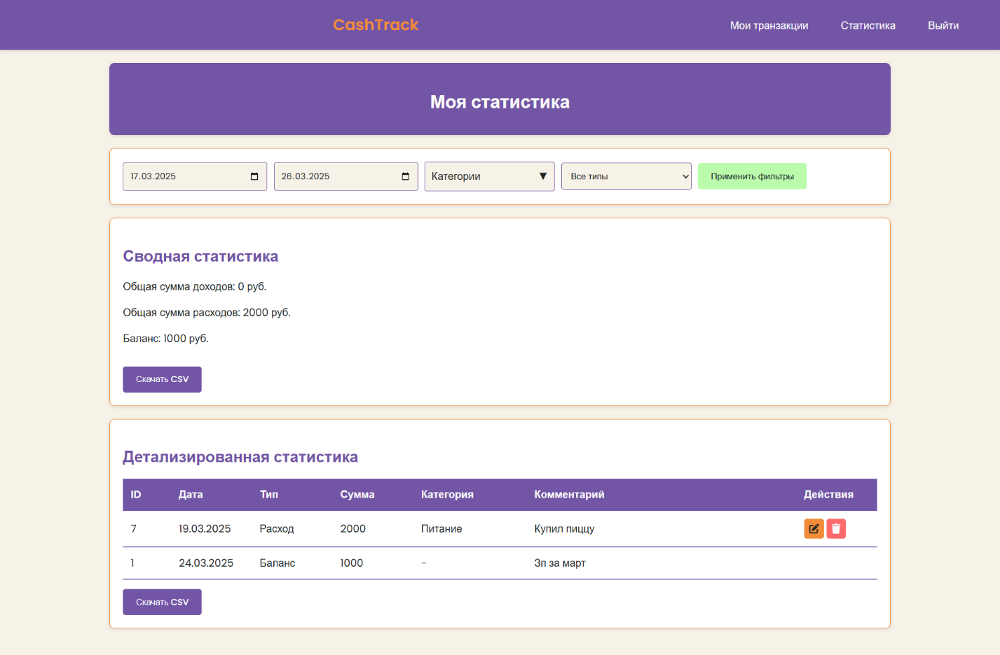 CashTrack
Мои транзакции Статистика Выйти
Моя статистика
17.03.2025 26.03.2025 Категории Все типы Применить фильтры
Сводная статистика
Общая сумма доходов: 0 руб.
Общая сумма расходов: 2000 руб.
Баланс: 1000 руб.
Скачать CSV
Детализированная статистика
ID Дата Тип Сумма Категория Комментарий Действия
7 19.03.2025 Расход 2000 Питание Купил пиццу
1 24.03.2025 Баланс 1000 - Зп за март
Скачать CSV